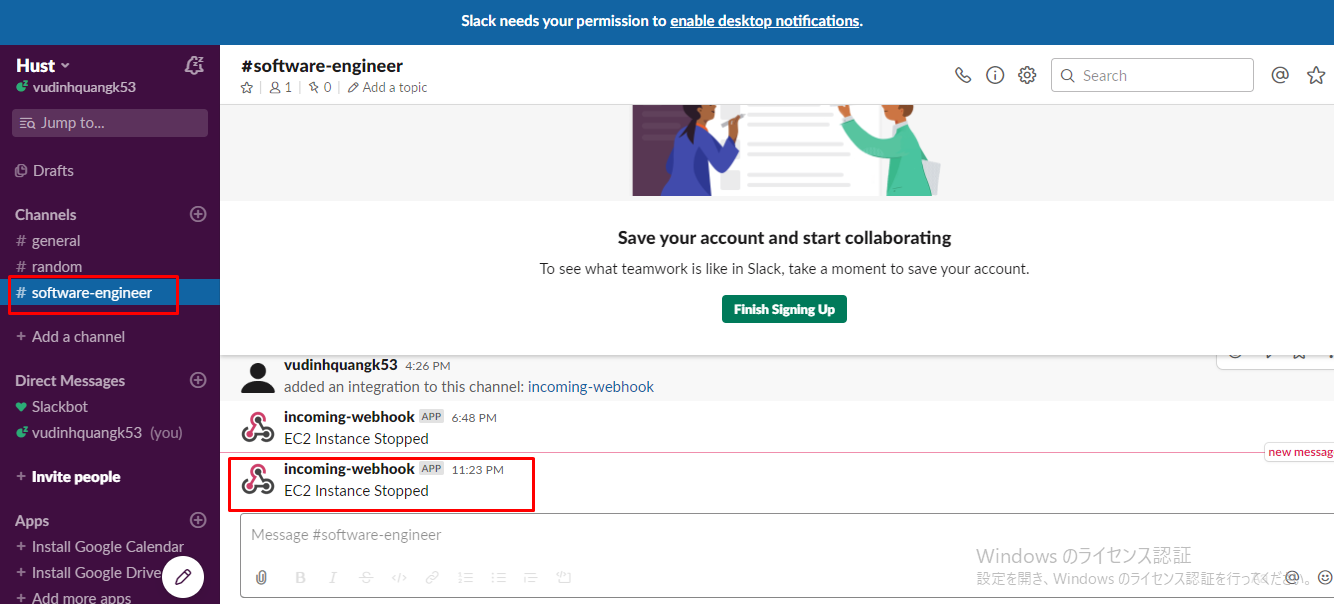 Slack needs your permission to enable desktop notifications.
Hust
vudinhquangk53
Jump to...
Drafts
Channels
# general
# random
# software-engineer
+ Add a channel
Direct Messages
Slackbot
vudinhquangk53 (you)
+ Invite people
Apps
+ Install Google Calendar
+ Install Google Drive
+ Add more apps
#software-engineer
1
0
Add a topic
Search
Save your account and start collaborating
To see what teamwork is like in Slack, take a moment to save your account.
Finish Signing Up
vudinhquangk53 4:26 PM
added an integration to this channel: incoming-webhook
incoming-webhook APP 6:48 PM
EC2 Instance Stopped
new messag
incoming-webhook APP 11:23 PM
EC2 Instance Stopped
Message #software-engineer
Windows のライセンス認証
設定を開き、Windows のライセンス認証を行ってください。